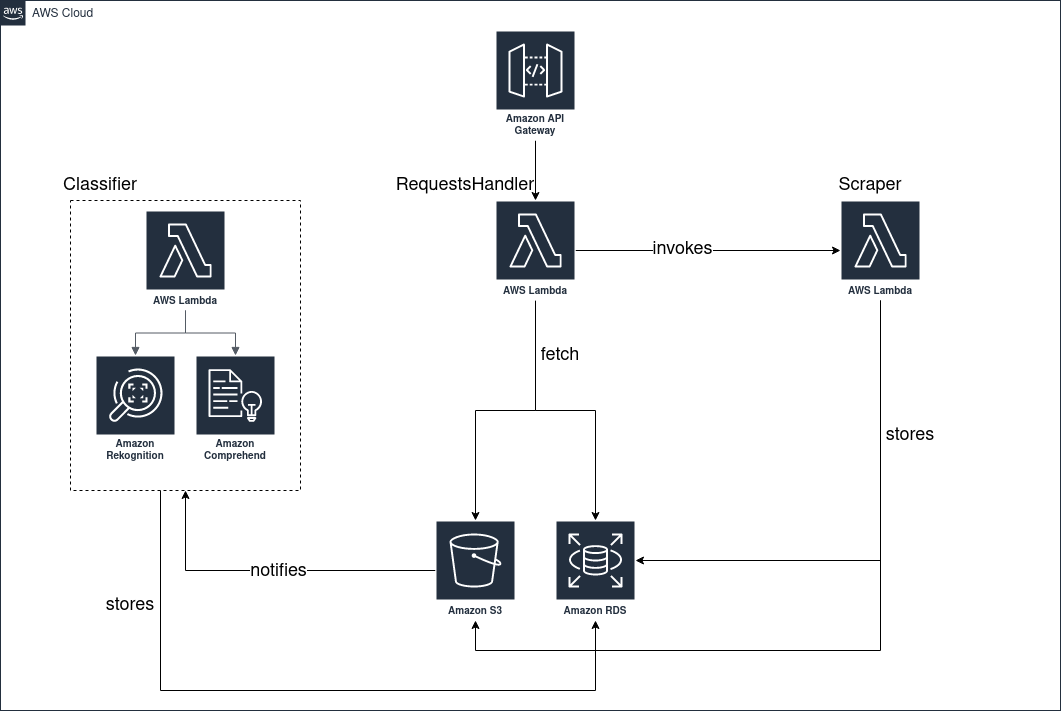 aws
AWS Cloud
Amazon API
Gateway
Classifier
RequestsHandler
Scraper
AWS Lambda
invokes
AWS Lambda
AWS Lambda
fetch
Amazon
Rekognition
Amazon
Comprehend
stores
notifies
stores
Amazon S3
Amazon RDS